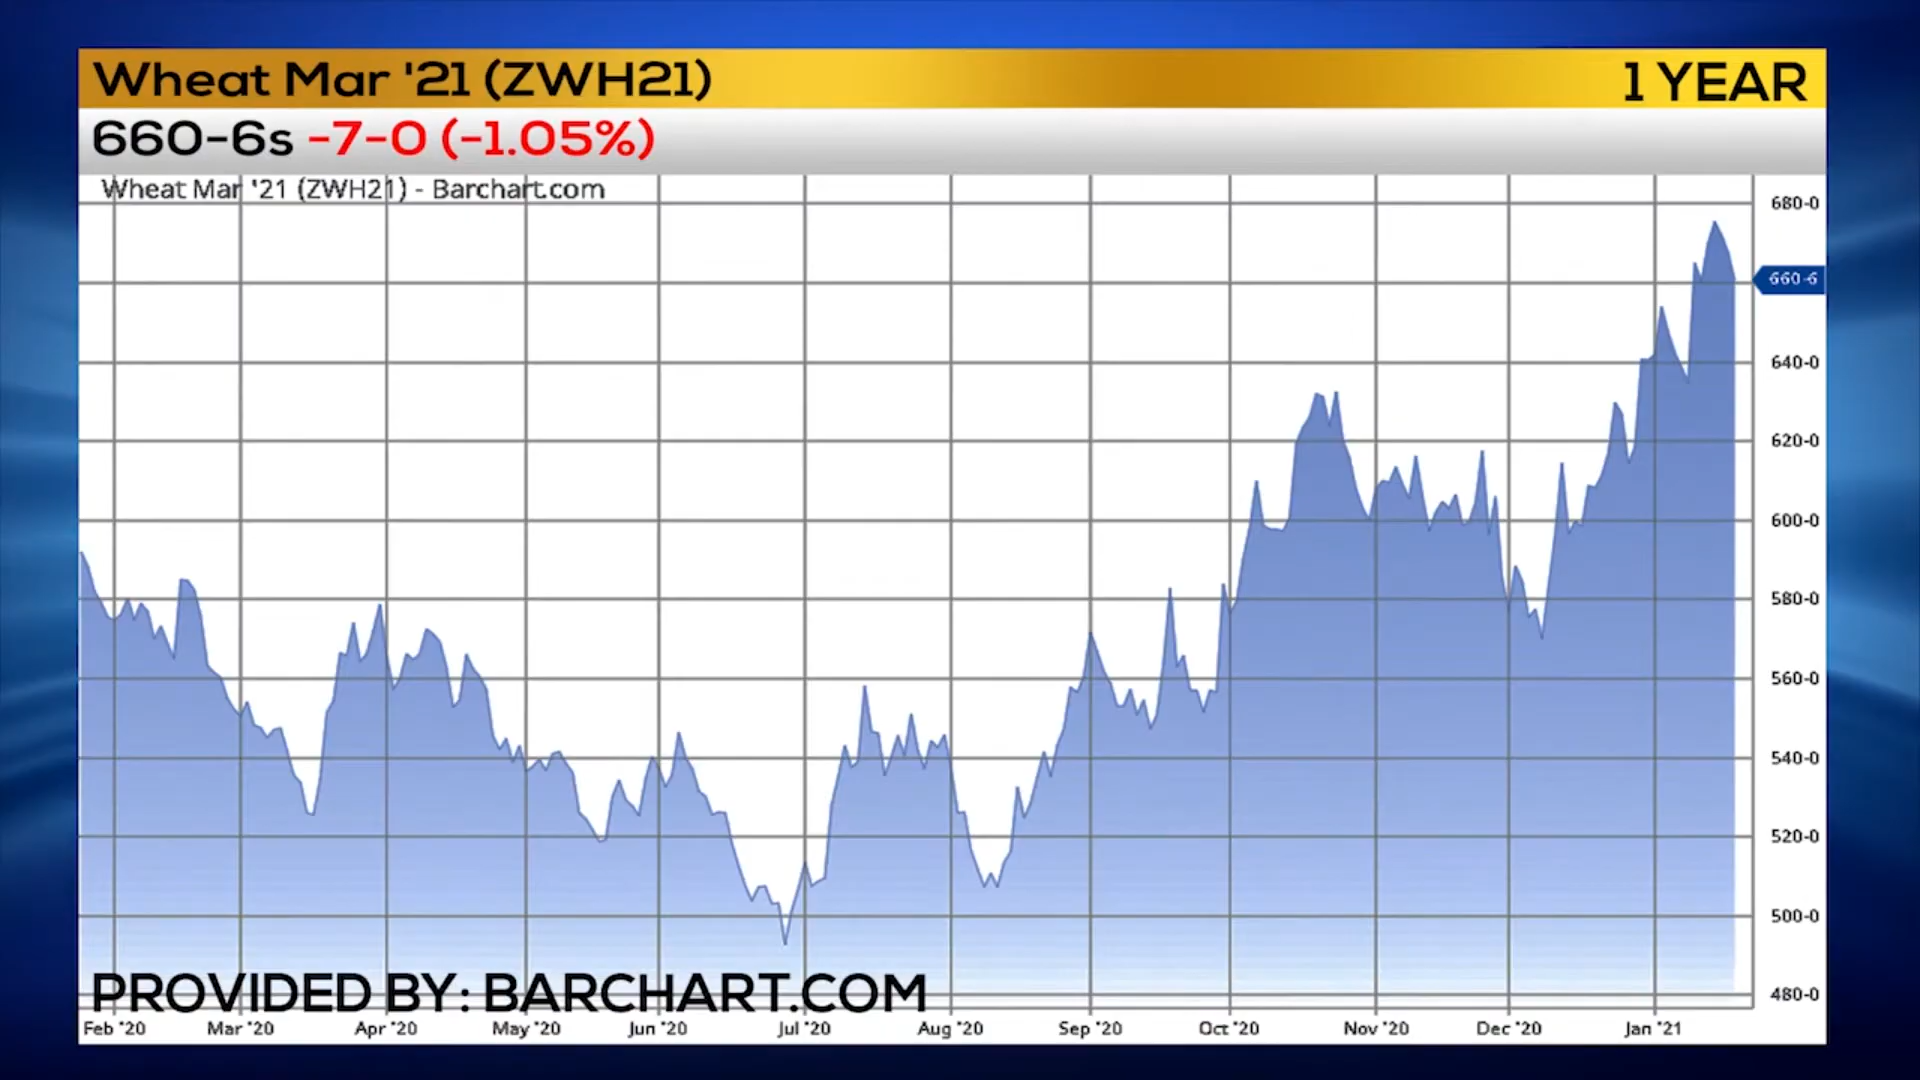 Wheat Mar '21 (ZWH21)
1 YEAR
660-6s -7-0 (-1.05%)
Wheat Mar '21 (ZWH21) - Barchart.com
680-0
660-6
640-0
620-0
600-0
580-0
560-0
540-0
520-0
500-0
480-0
PROVIDED BY: BARCHART.COM
Feb '20 Mar '20 Apr '20 May '20 Jun '20 Jul '20 Aug '20 Sep '20 Oct '20 Nov '20 Dec '20 Jan '21